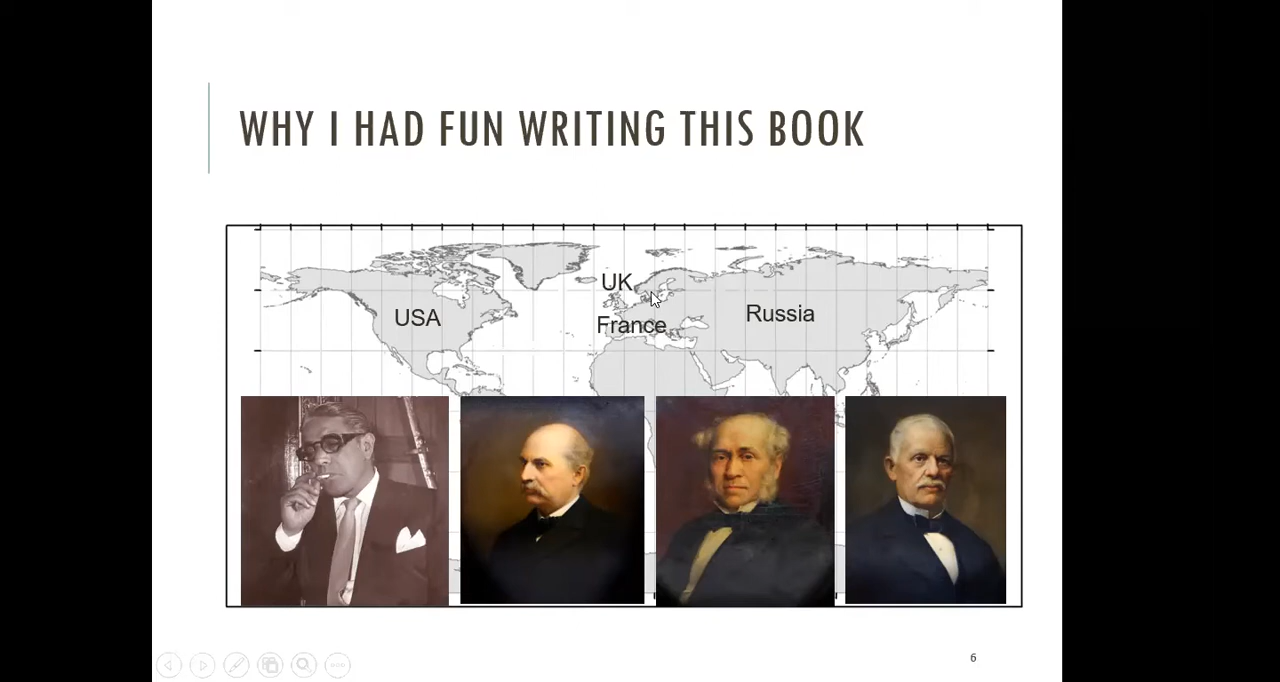 WHY I HAD FUN WRITING THIS BOOK
UK
USA
France
Russia
6